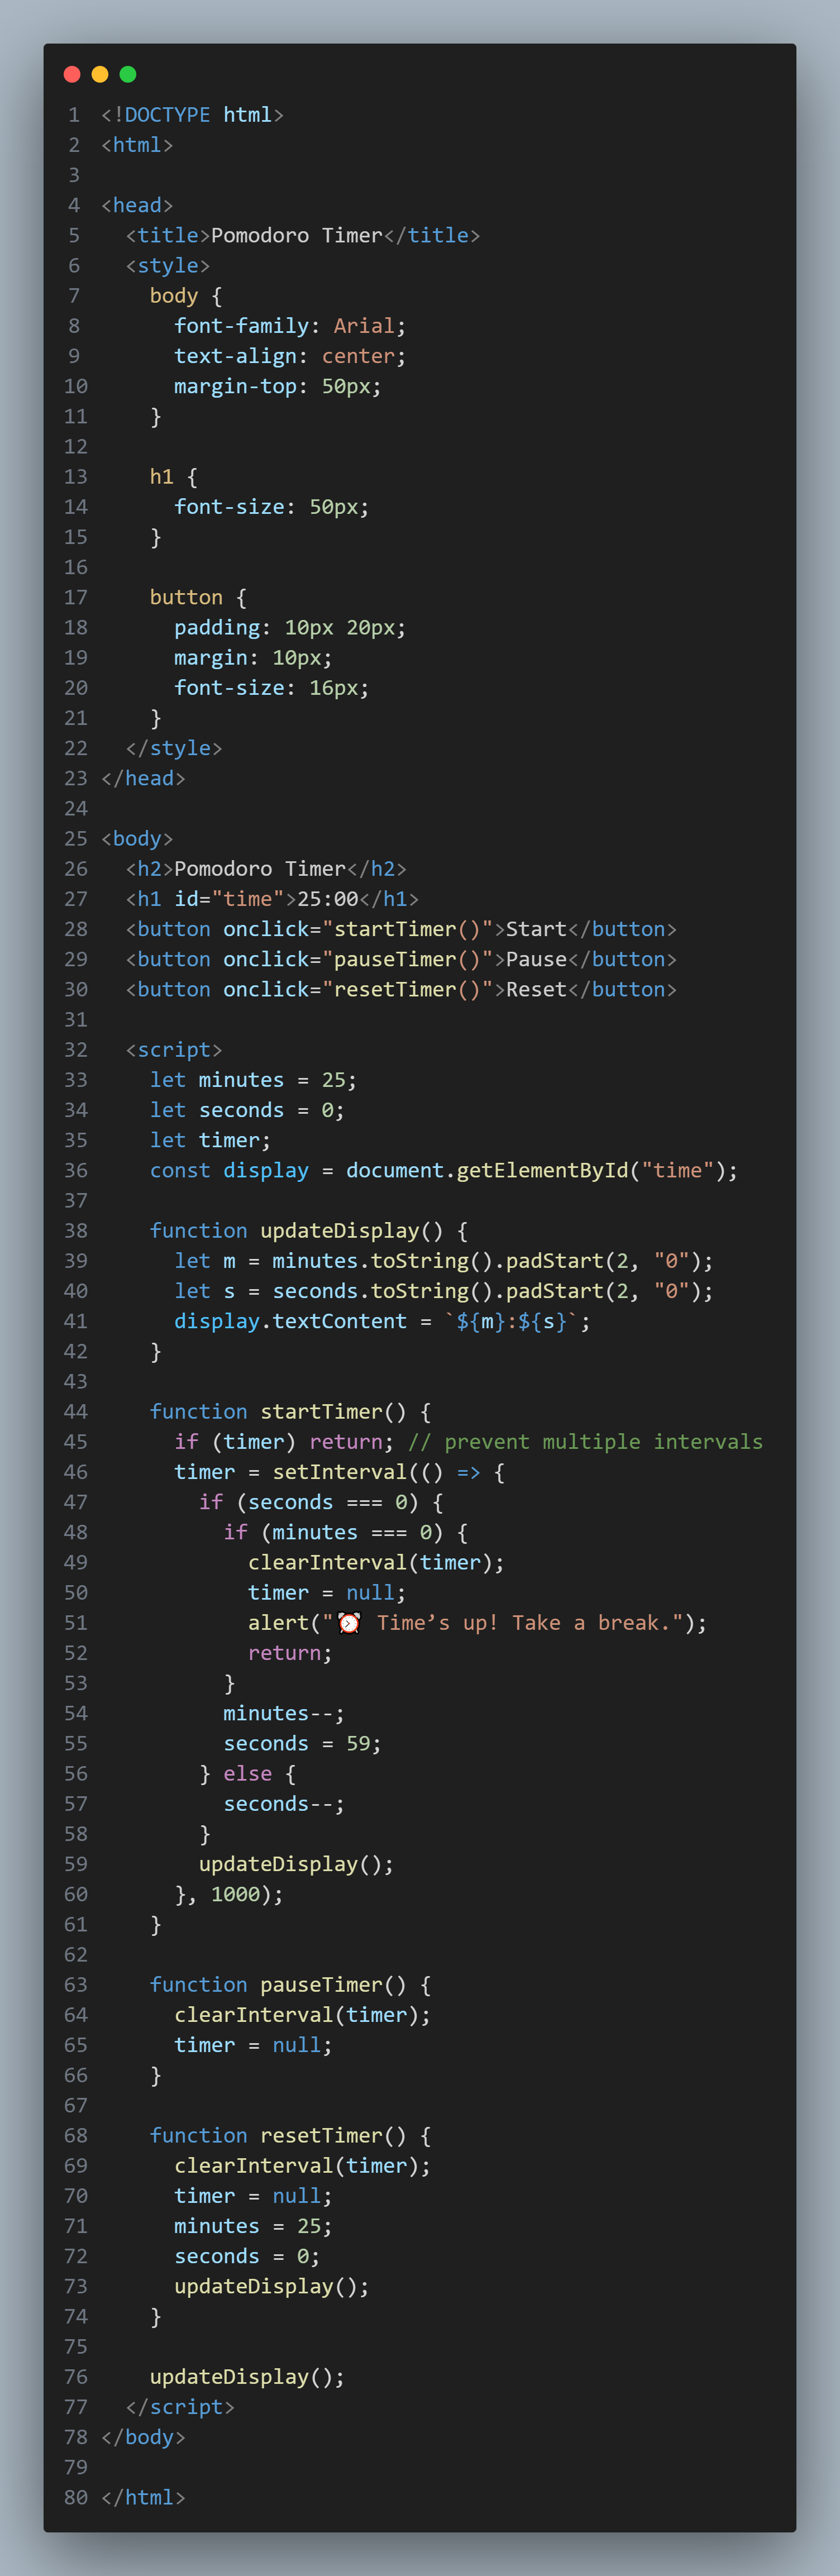 1 <!DOCTYPE html>
2 <html>
3
4 <head>
5   <title>Pomodoro Timer</title>
6   <style>
7     body {
8       font-family: Arial;
9       text-align: center;
10       margin-top: 50px;
11     }
12
13     h1 {
14       font-size: 50px;
15     }
16
17     button {
18       padding: 10px 20px;
19       margin: 10px;
20       font-size: 16px;
21     }
22   </style>
23 </head>
24
25 <body>
26   <h2>Pomodoro Timer</h2>
27   <h1 id="time">25:00</h1>
28   <button onclick="startTimer()">Start</button>
29   <button onclick="pauseTimer()">Pause</button>
30   <button onclick="resetTimer()">Reset</button>
31
32   <script>
33     let minutes = 25;
34     let seconds = 0;
35     let timer;
36     const display = document.getElementById("time");
37
38     function updateDisplay() {
39       let m = minutes.toString().padStart(2, "0");
40       let s = seconds.toString().padStart(2, "0");
41       display.textContent = `${m}:${s}`;
42     }
43
44     function startTimer() {
45       if (timer) return; // prevent multiple intervals
46       timer = setInterval(() => {
47         if (seconds === 0) {
48           if (minutes === 0) {
49             clearInterval(timer);
50             timer = null;
51             alert("⏰ Time’s up! Take a break.");
52             return;
53           }
54           minutes--;
55           seconds = 59;
56         } else {
57           seconds--;
58         }
59         updateDisplay();
60       }, 1000);
61     }
62
63     function pauseTimer() {
64       clearInterval(timer);
65       timer = null;
66     }
67
68     function resetTimer() {
69       clearInterval(timer);
70       timer = null;
71       minutes = 25;
72       seconds = 0;
73       updateDisplay();
74     }
75
76     updateDisplay();
77   </script>
78 </body>
79
80 </html>